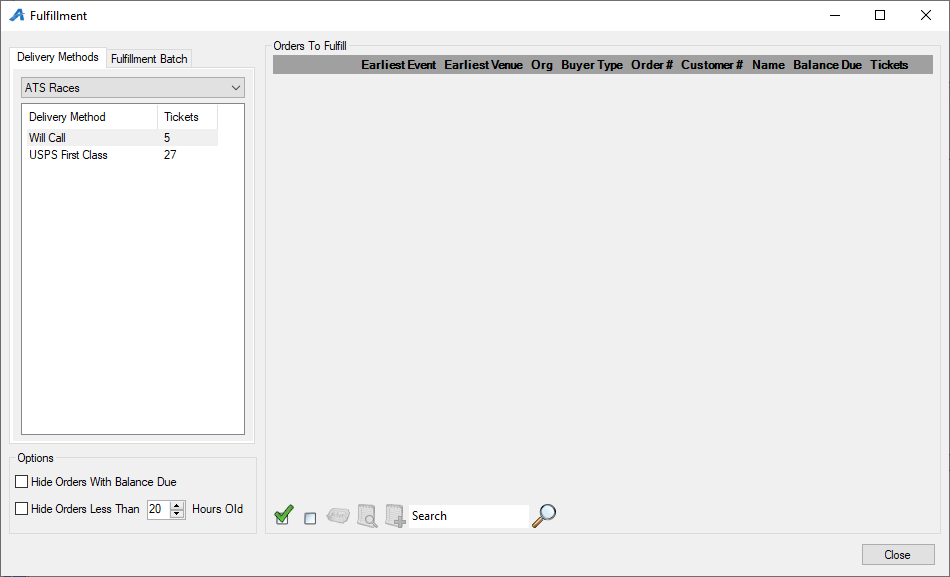 Fulfillment
Delivery Methods Fulfillment Batch
ATS Races
Delivery Method Tickets
Will Call 5
USPS First Class 27
Options
Hide Orders With Balance Due
Hide Orders Less Than 20 Hours Old
Orders To Fulfill
Earliest Event Earliest Venue Org Buyer Type Order # Customer # Name Balance Due Tickets
Search
Close